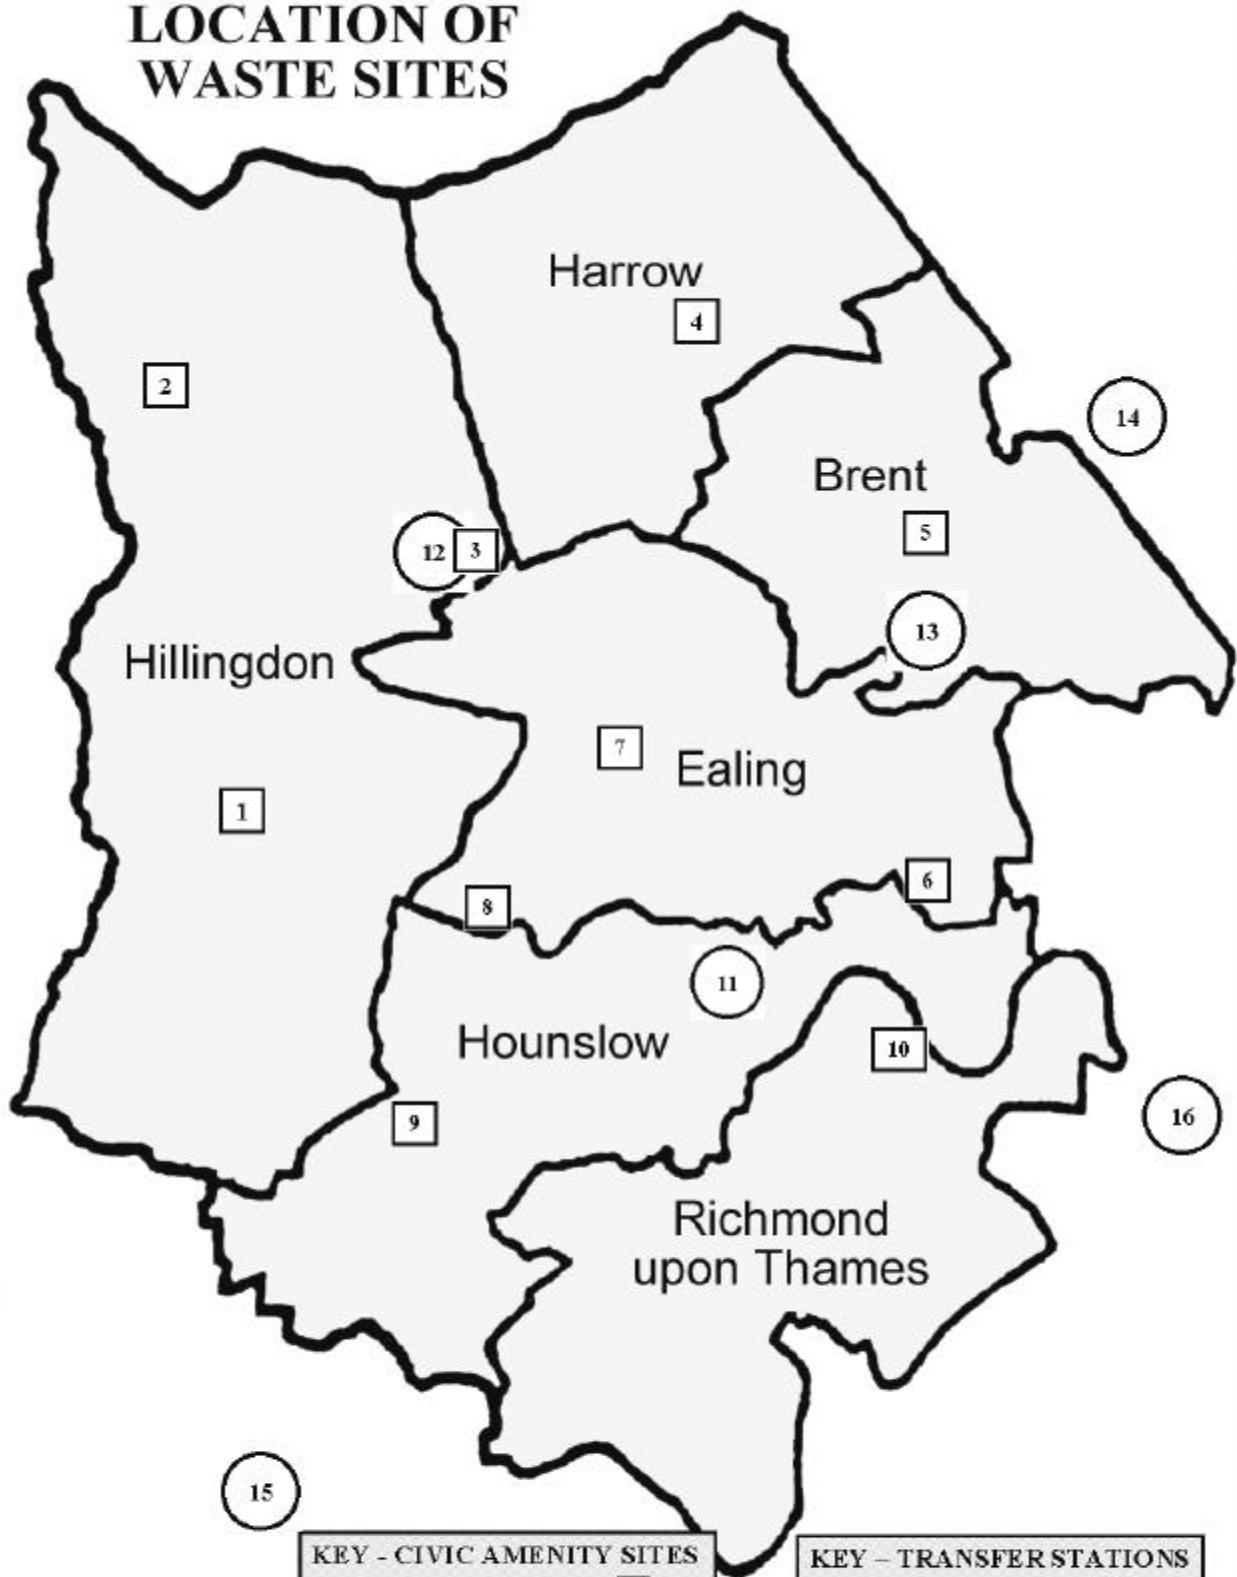 LOCATION OF
WASTE SITES
Harrow
4
2
14
Brent
5
12
3
13
Hillingdon
7
Ealing
1
6
8
11
Hounslow
10
9
16
Richmond
upon Thames
15
KEY - CIVIC AMENITY SITES
KEY – TRANSFER STATIONS